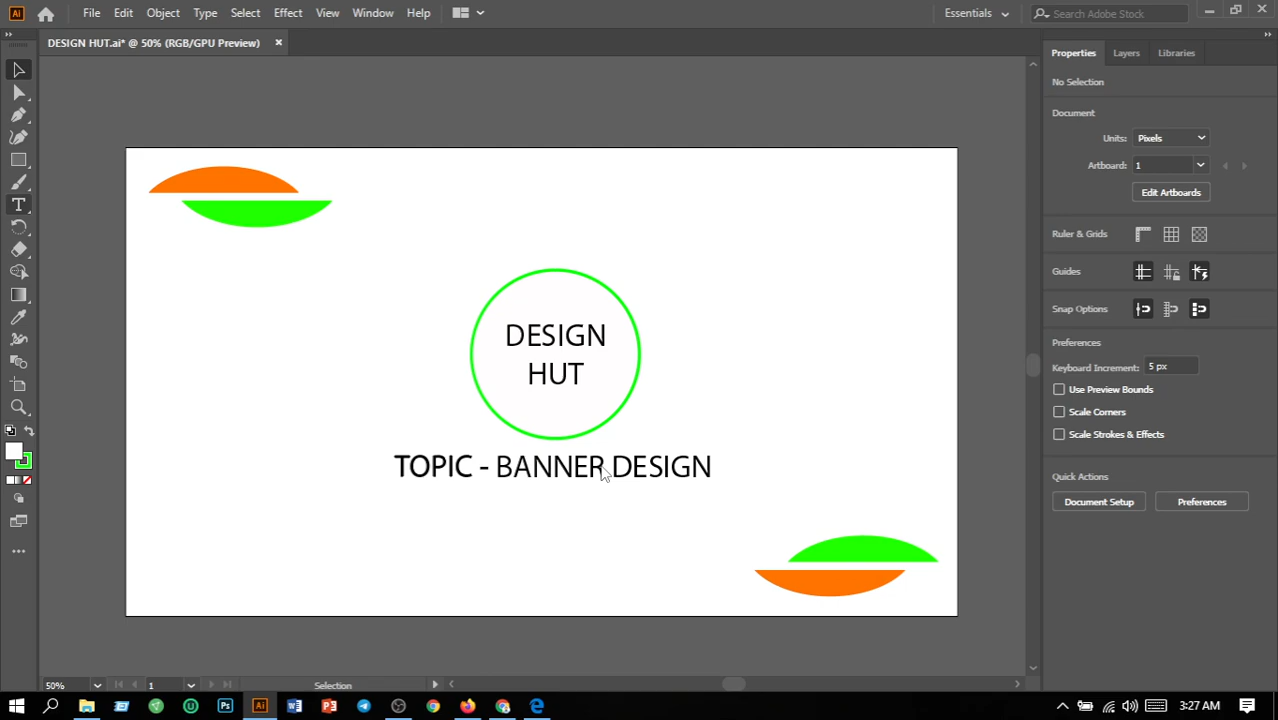 Ai File Edit Object Type Select Effect View Window Help Essentials Search Adobe Stock
DESIGN HUT.ai* @ 50% (RGB/GPU Preview) ×
Properties Layers Libraries
No Selection
Document
Units: Pixels
Artboard: 1
Edit Artboards
Ruler & Grids
Guides
Snap Options
Preferences
Keyboard Increment: 5 px
Use Preview Bounds
Scale Corners
Scale Strokes & Effects
Quick Actions
Document Setup Preferences
DESIGN
HUT
TOPIC - BANNER DESIGN
50% 1 Selection
Ps Ai 3:27 AM